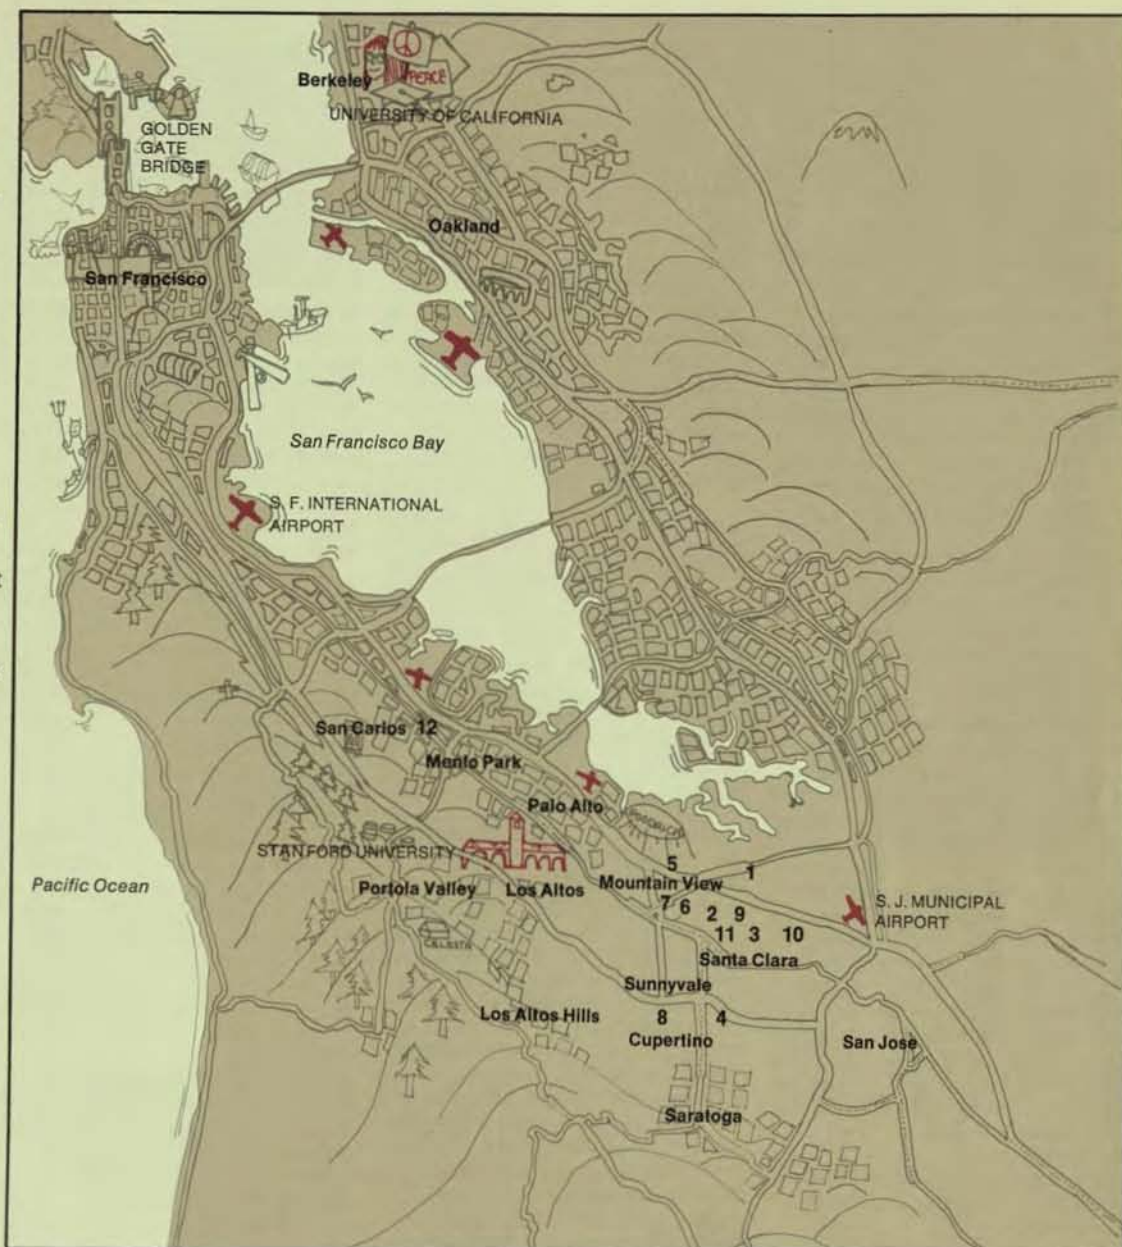 PEACE
Berkeley
UNIVERSITY OF CALIFORNIA
GOLDEN
GATE
BRIDGE
Oakland
San Francisco
San Francisco Bay
S. F. INTERNATIONAL
AIRPORT
San Carlos 12
Menlo Park
Palo Alto
STANFORD UNIVERSITY
5
1
Pacific Ocean
Portola Valley
Los Altos
Mountain View
7 6 2 9
S. J. MUNICIPAL
AIRPORT
11 3 10
Santa Clara
Sunnyvale
Los Altos Hills
8 4
Cupertino
San Jose
Saratoga